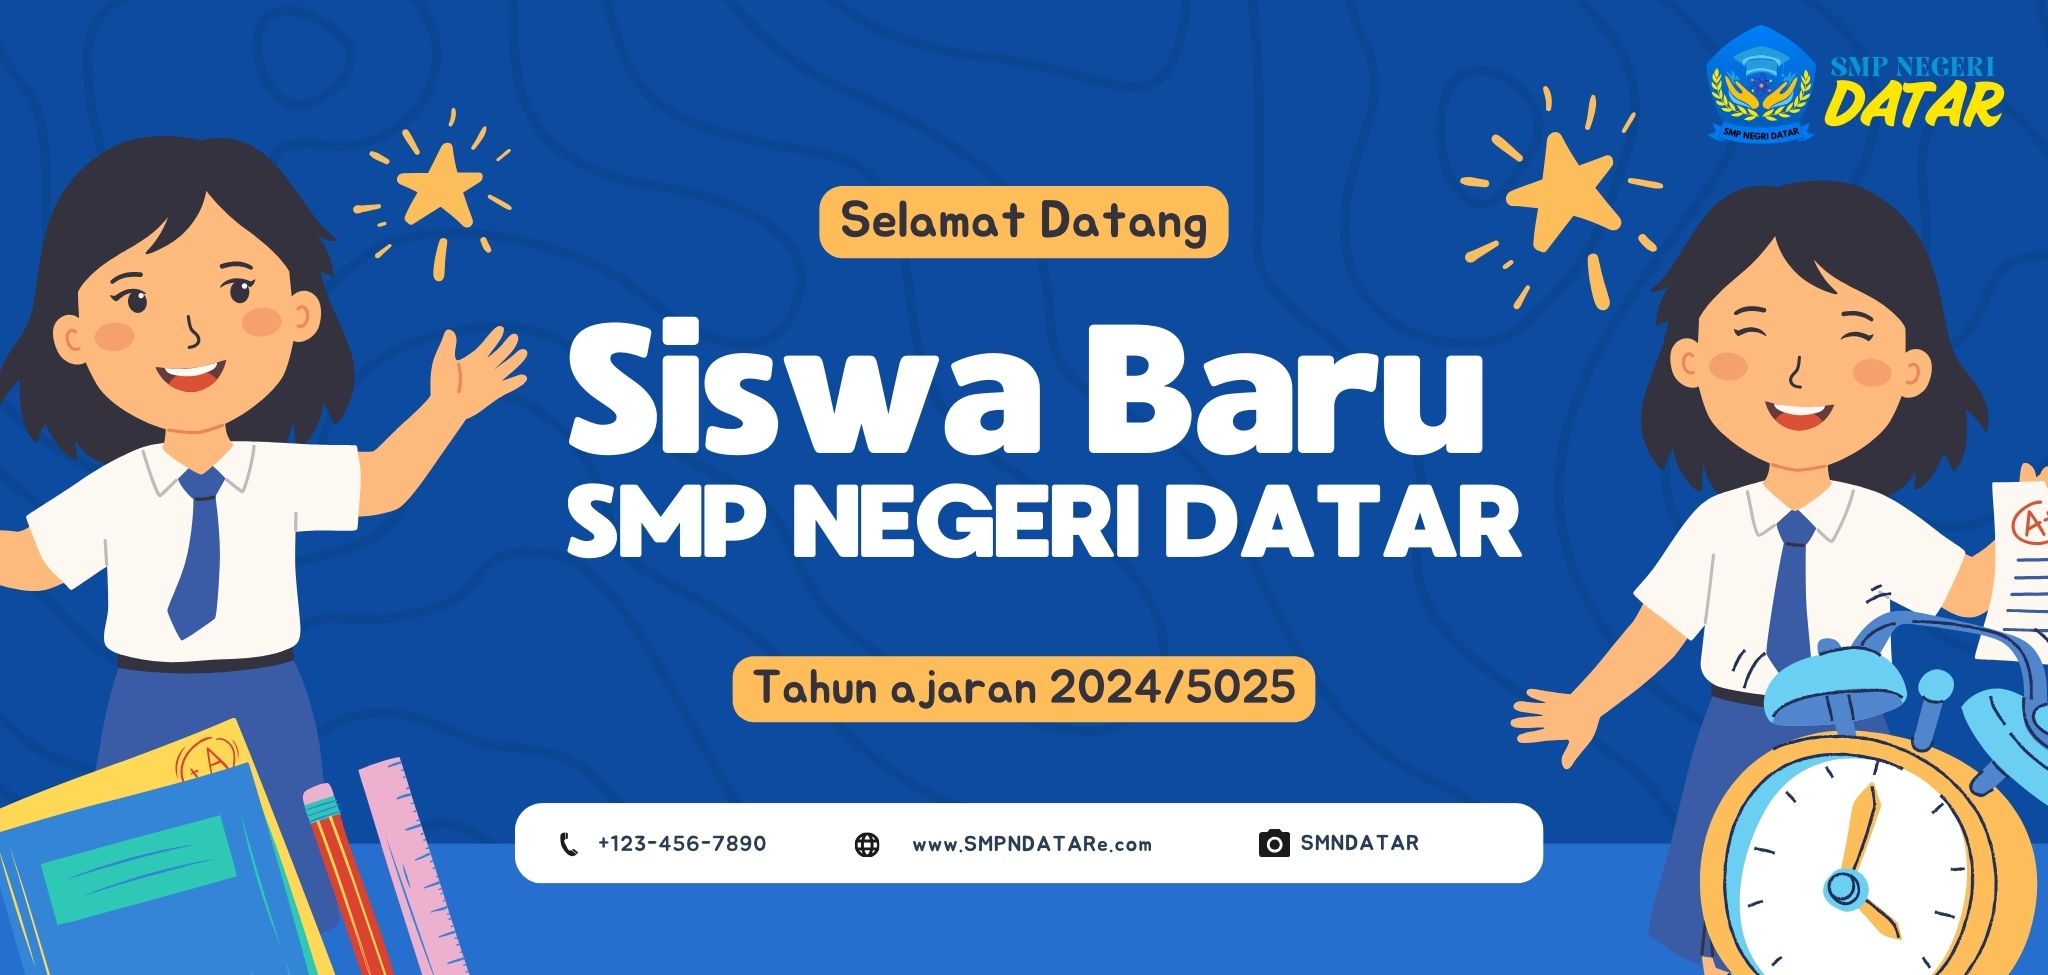 SMP NEGERI
DATAR
SMP NEGRI DATAR
Selamat Datang
Siswa Baru
SMP NEGERI DATAR
A+
Tahun ajaran 2024/5025
A+
+123-456-7890
www.SMPNDATARe.com
SMNDATAR